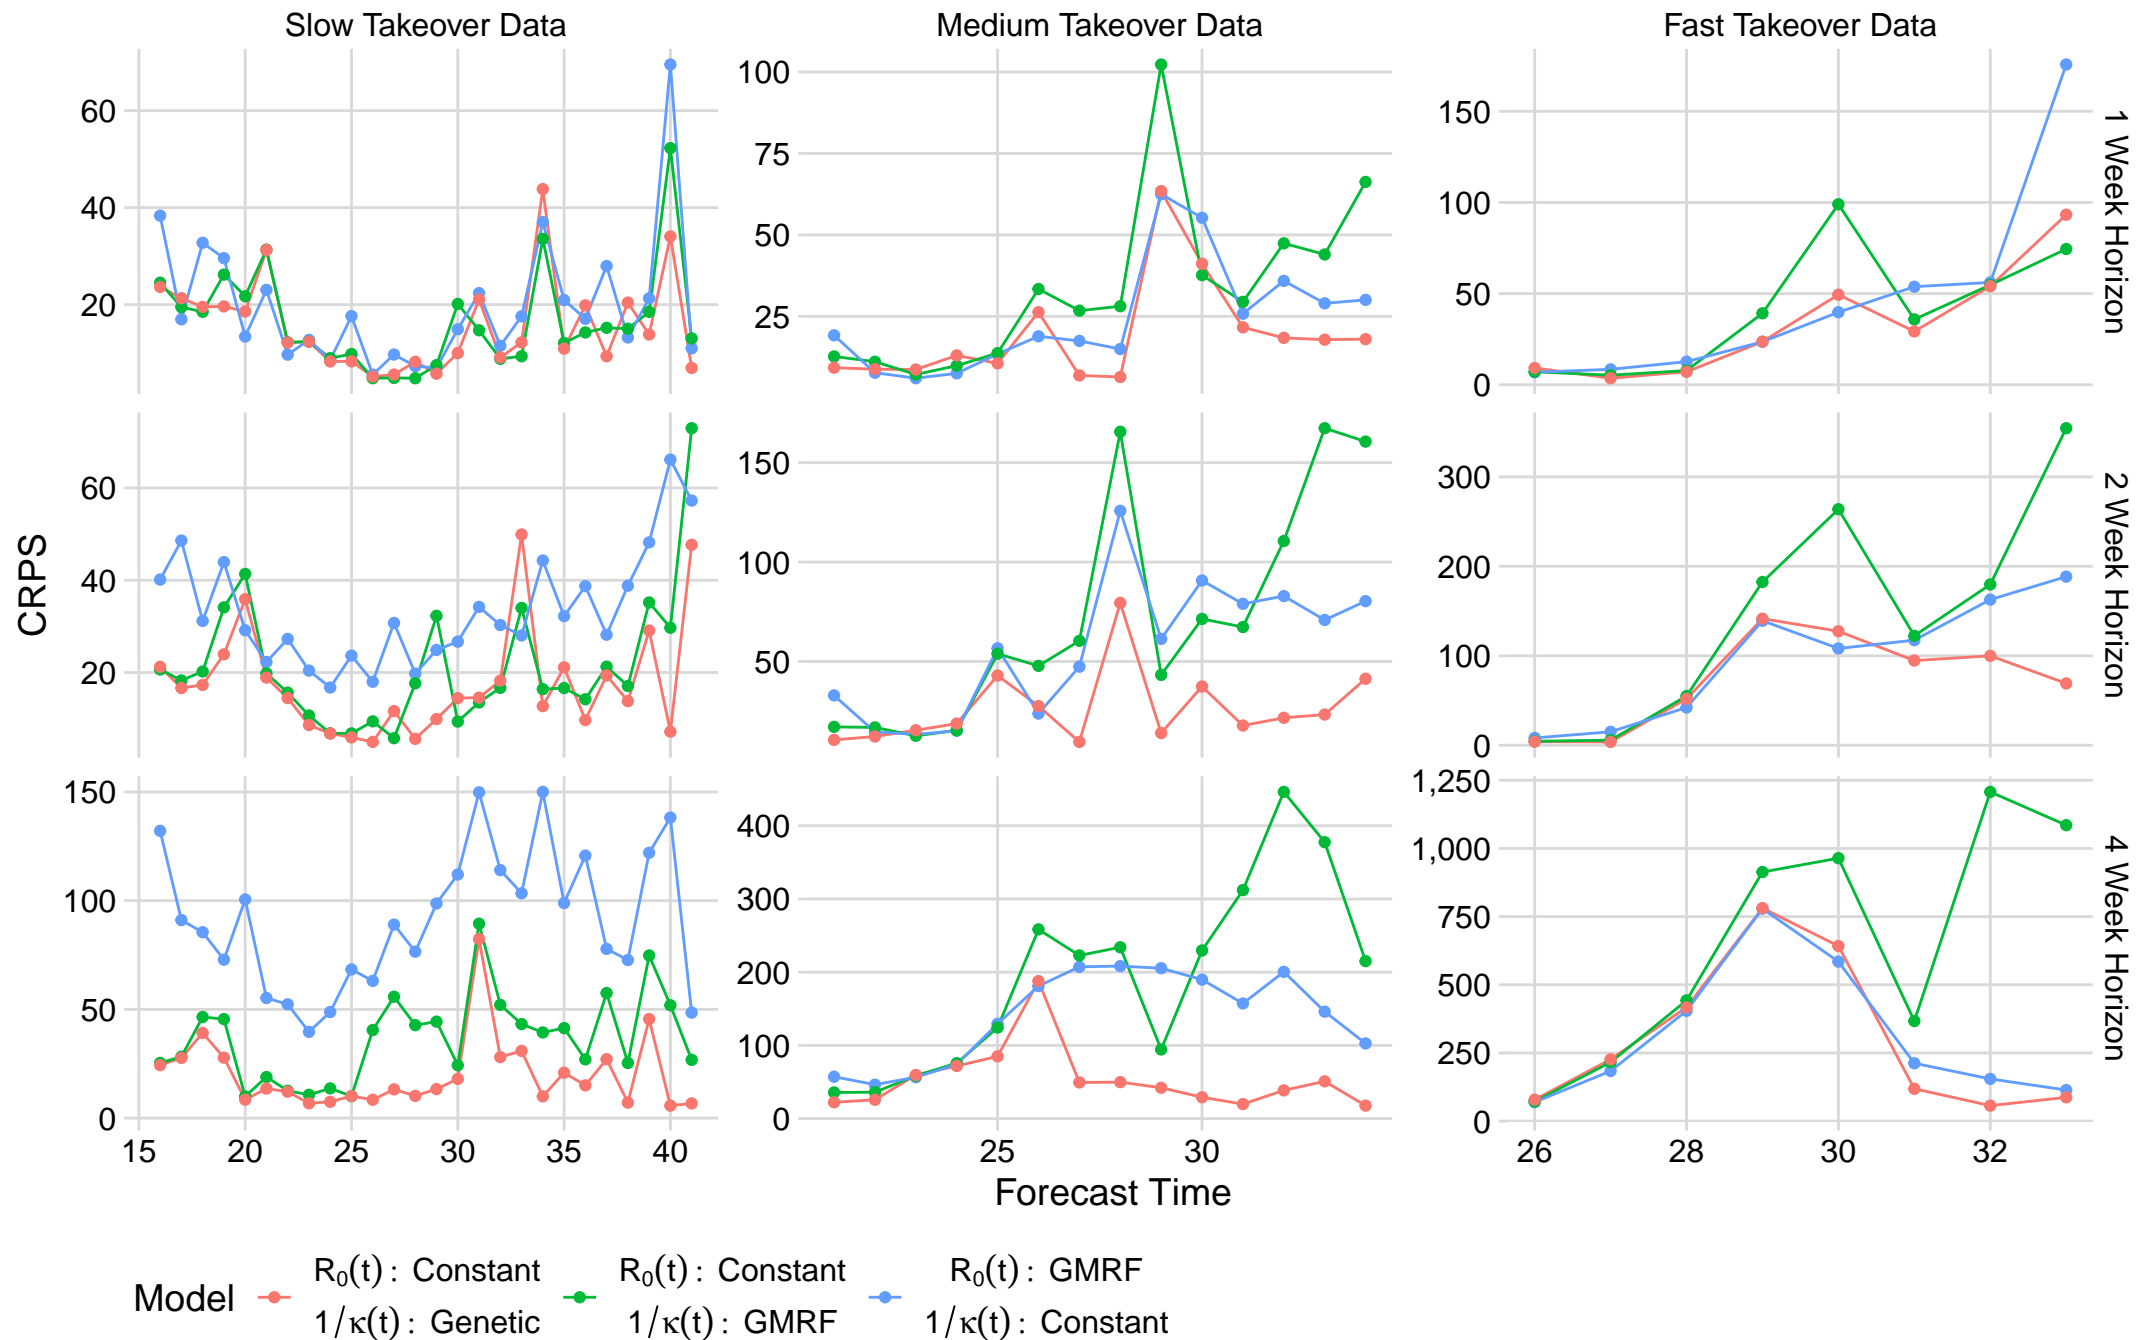 Slow Takeover Data Medium Takeover Data Fast Takeover Data
60
40
20
100
75
50
25
150
100
50
0
1 Week Horizon
60
40
20
150
100
50
300
200
100
0
2 Week Horizon
150
100
50
0
400
300
200
100
0
1,250
1,000
750
500
250
0
4 Week Horizon
CRPS
15 20 25 30 35 40 25 30 26 28 30 32
Forecast Time
Model
R₀(t) : Constant
1/κ(t) : Genetic
R₀(t) : Constant
1/κ(t) : GMRF
R₀(t) : GMRF
1/κ(t) : Constant